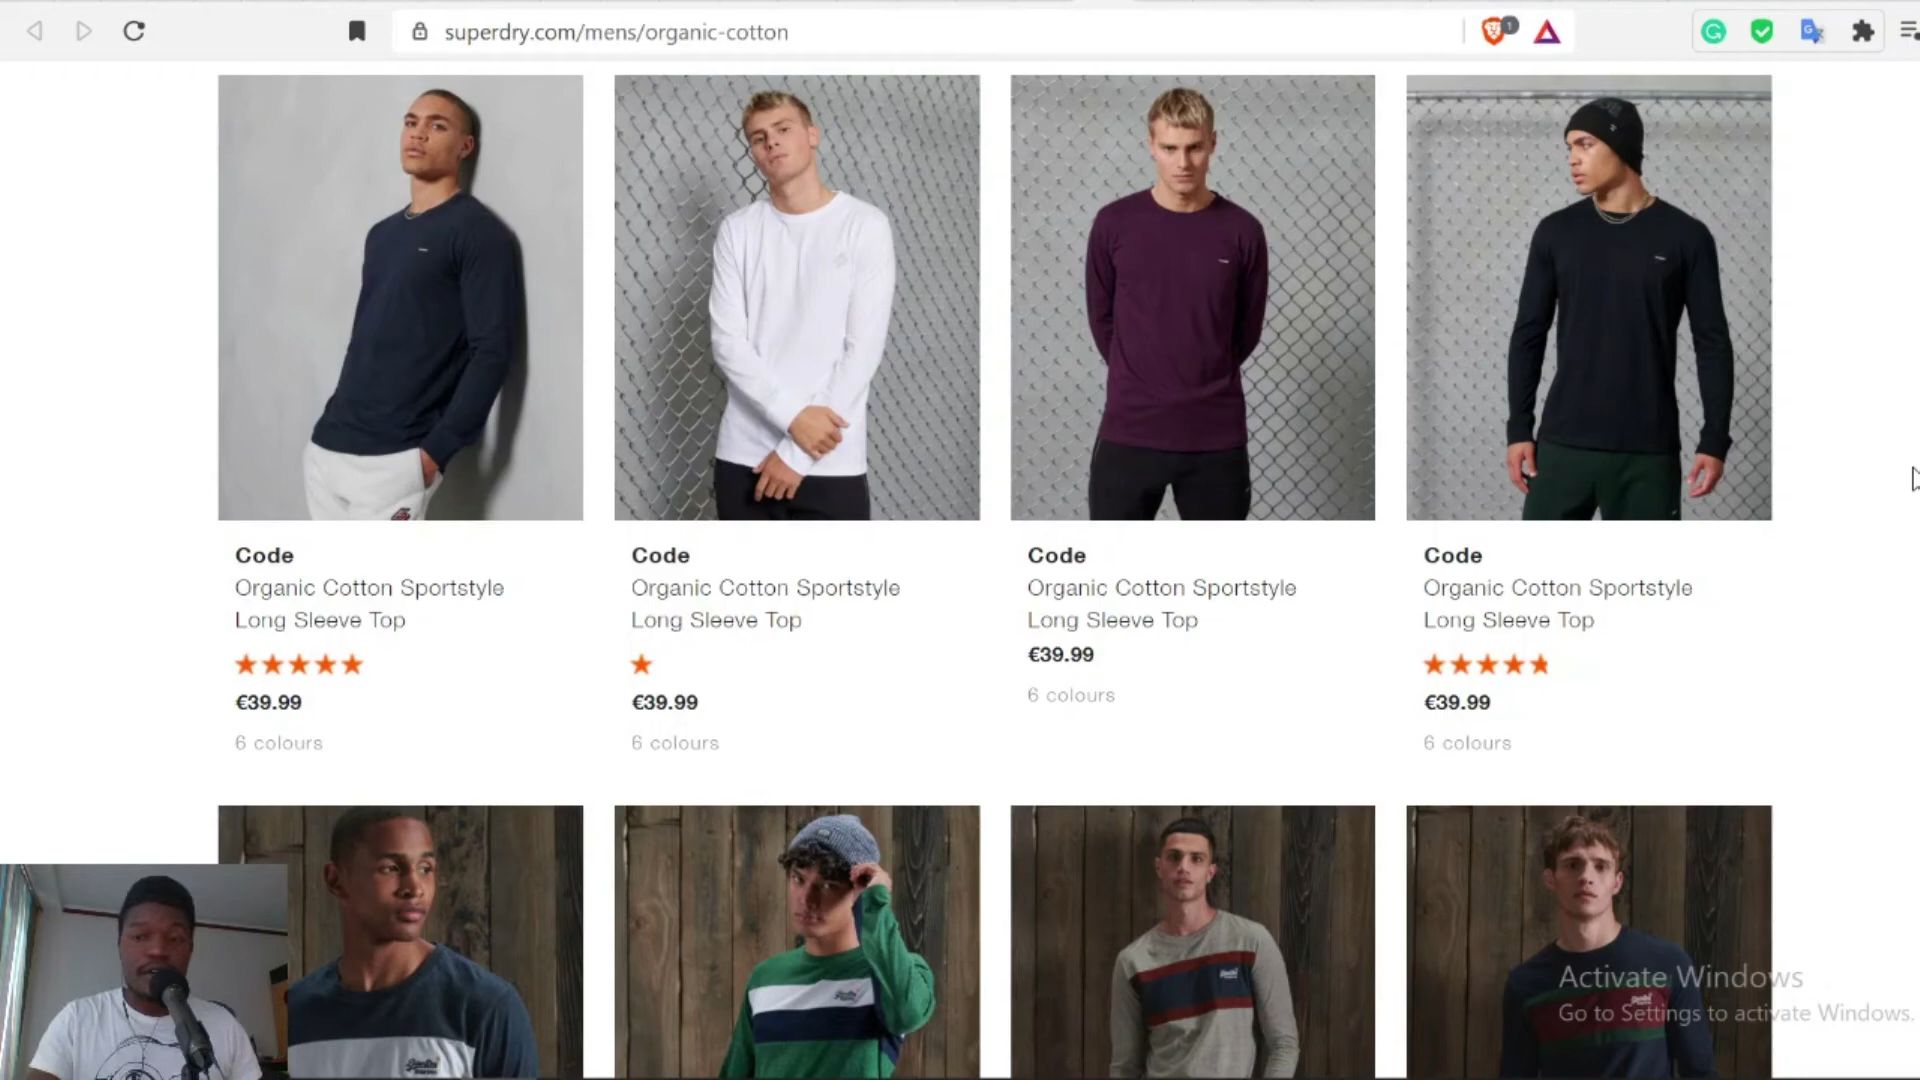 superdry.com/mens/organic-cotton
1
Code
Organic Cotton Sportstyle
Long Sleeve Top
€39.99
6 colours
Code
Organic Cotton Sportstyle
Long Sleeve Top
€39.99
6 colours
Code
Organic Cotton Sportstyle
Long Sleeve Top
€39.99
6 colours
Code
Organic Cotton Sportstyle
Long Sleeve Top
€39.99
6 colours
Activate Windows
Go to Settings to activate Windows.